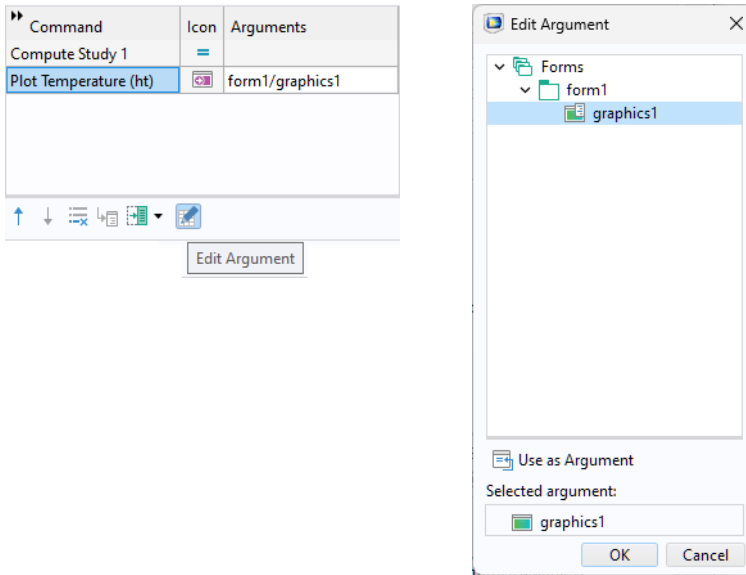 Command Icon Arguments
Compute Study 1
Plot Temperature (ht) form1/graphics1
Edit Argument
Edit Argument
Forms
form1
graphics1
Use as Argument
Selected argument:
graphics1
OK Cancel